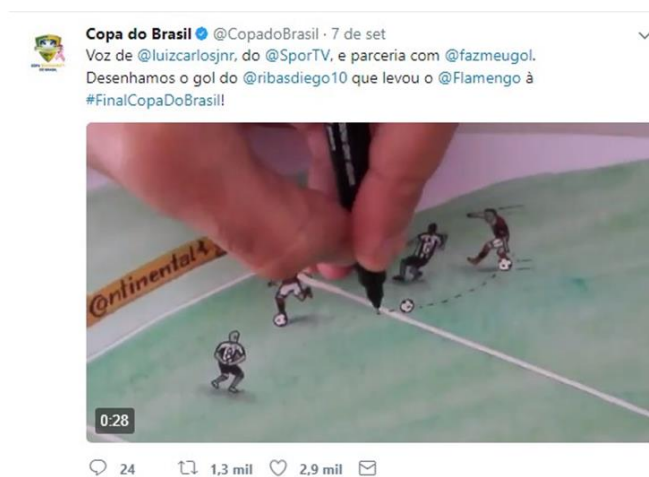 Copa do Brasil @CopadoBrasil · 7 de set
Voz de @luizcarlosjnr, do @SporTV, e parceria com @fazmeugol.
Desenhamos o gol do @ribasdiego10 que levou o @Flamengo à
#FinalCopaDoBrasil!
@ntinental
0:28
24 1,3 mil 2,9 mil